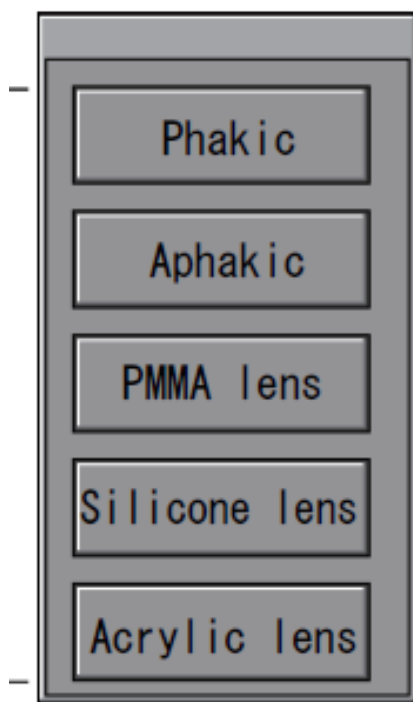 Phakic
Aphakic
PMMA lens
Silicone lens
Acrylic lens